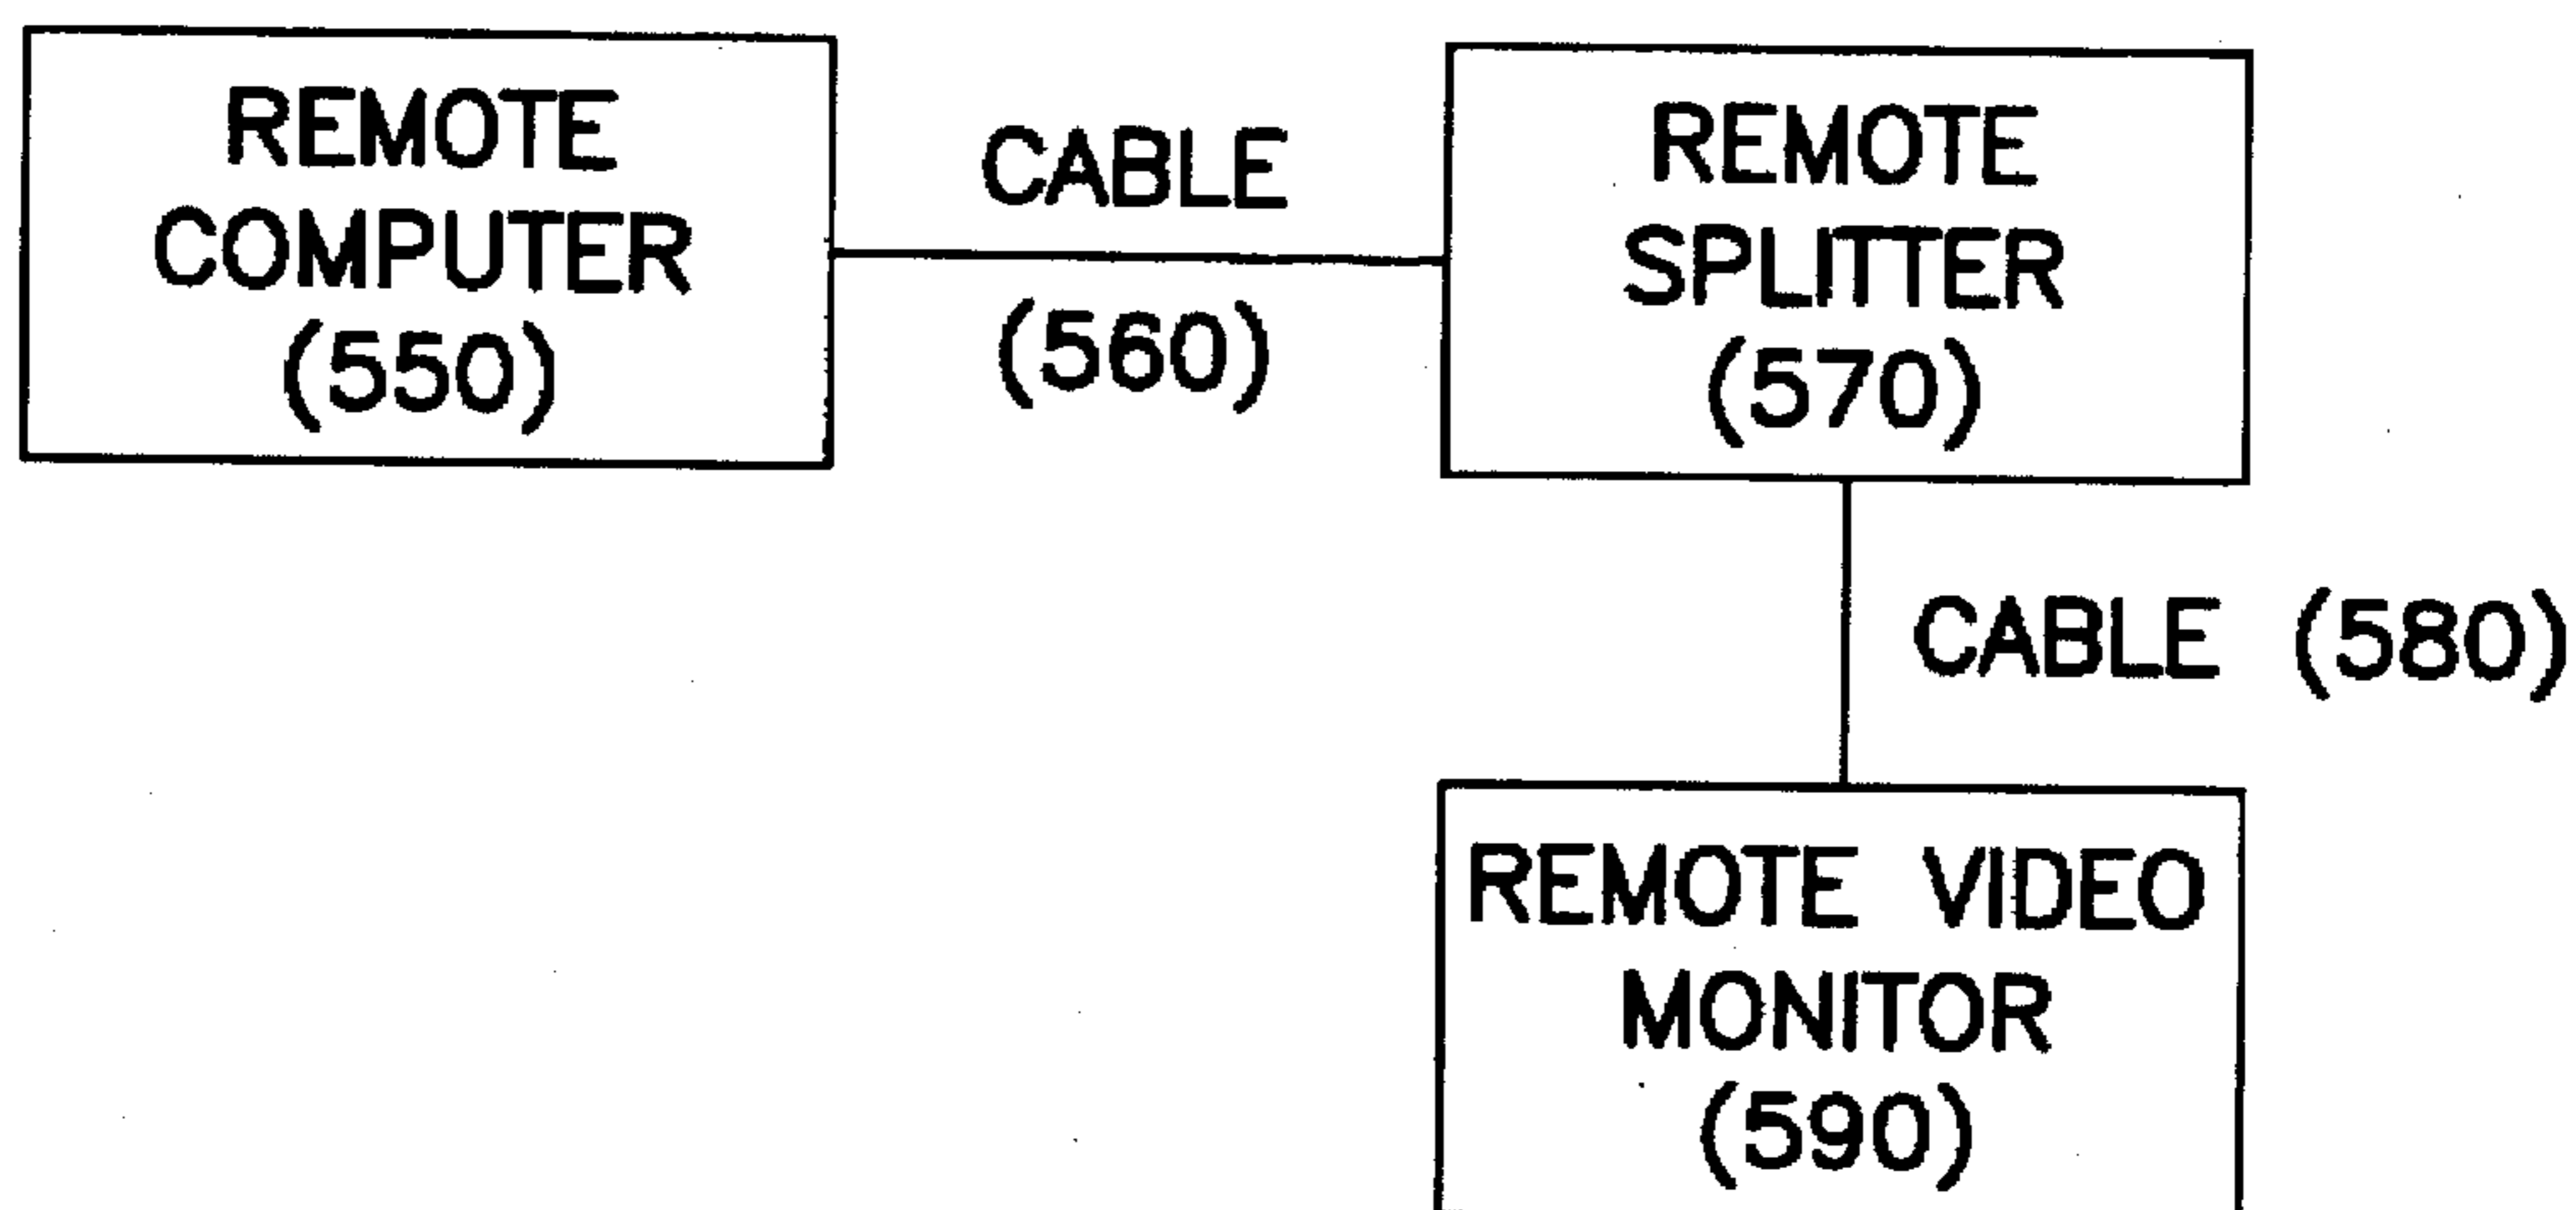 REMOTE
COMPUTER
(550)
CABLE
(560)
REMOTE
SPLITTER
(570)
CABLE (580)
REMOTE VIDEO
MONITOR
(590)